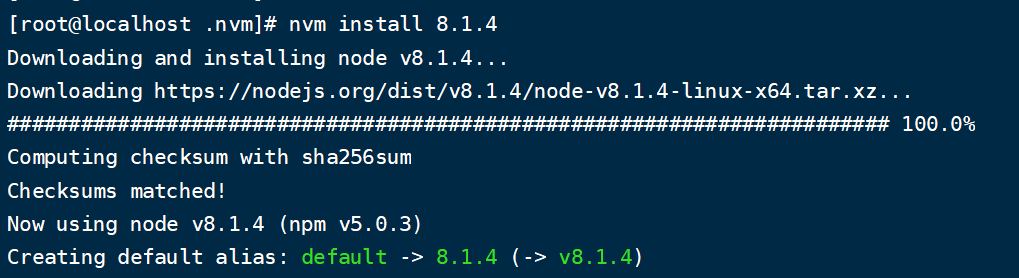 [root@localhost .nvm]# nvm install 8.1.4
Downloading and installing node v8.1.4...
Downloading https://nodejs.org/dist/v8.1.4/node-v8.1.4-linux-x64.tar.xz...
######################################################################## 100.0%
Computing checksum with sha256sum
Checksums matched!
Now using node v8.1.4 (npm v5.0.3)
Creating default alias: default -> 8.1.4 (-> v8.1.4)